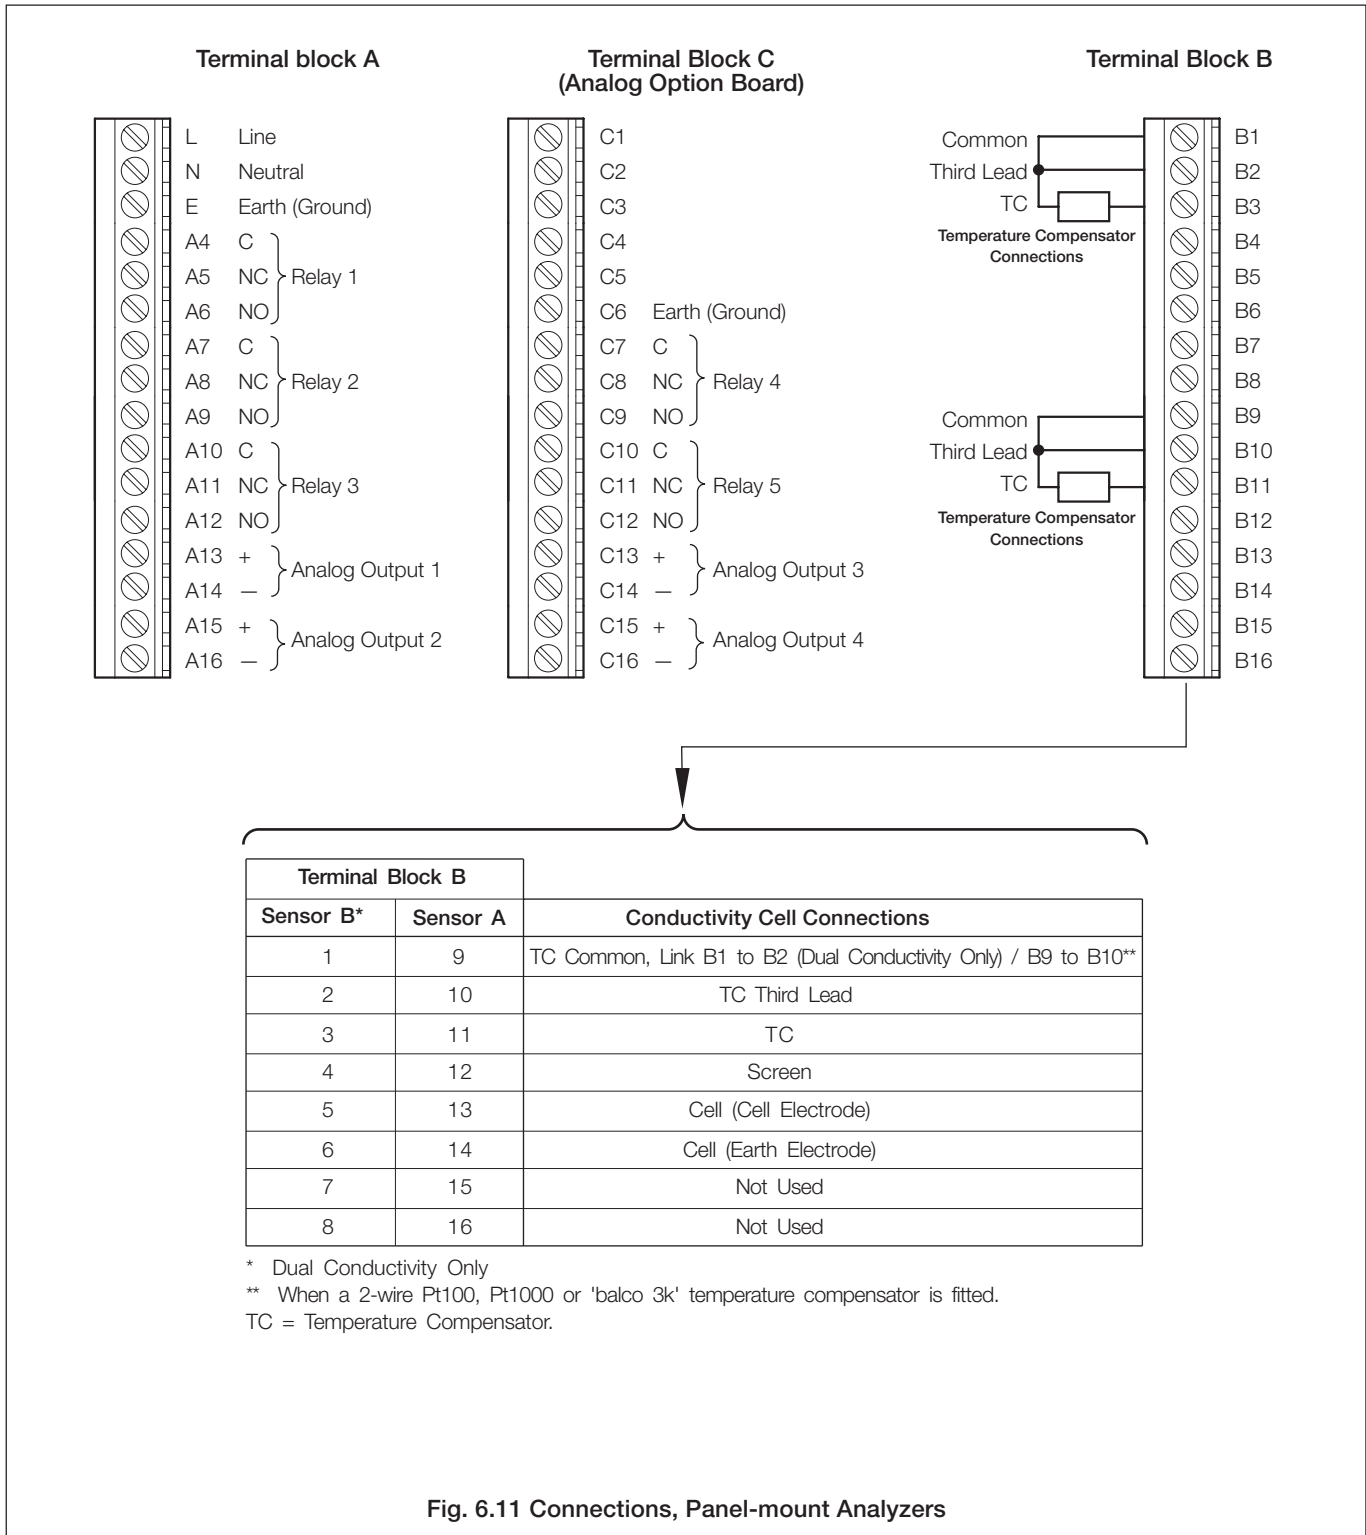 Terminal block A
L Line
N Neutral
E Earth (Ground)
A4 C
A5 NC Relay 1
A6 NO
A7 C
A8 NC Relay 2
A9 NO
A10 C
A11 NC Relay 3
A12 NO
A13 +
Analog Output 1
A14 —
A15 +
Analog Output 2
A16 —
Terminal Block C
(Analog Option Board)
C1
C2
C3
C4
C5
C6 Earth (Ground)
C7 C
C8 NC Relay 4
C9 NO
C10 C
C11 NC Relay 5
C12 NO
C13 +
Analog Output 3
C14 —
C15 +
Analog Output 4
C16 —
Terminal Block B
Common B1
Third Lead B2
TC B3
Temperature Compensator B4
Connections
B5
B6
B7
B8
Common B9
Third Lead B10
TC B11
Temperature Compensator B12
Connections
B13
B14
B15
B16
Terminal Block B
Sensor B* Sensor A Conductivity Cell Connections
1 9 TC Common, Link B1 to B2 (Dual Conductivity Only) / B9 to B10**
2 10 TC Third Lead
3 11 TC
4 12 Screen
5 13 Cell (Cell Electrode)
6 14 Cell (Earth Electrode)
7 15 Not Used
8 16 Not Used
* Dual Conductivity Only
** When a 2-wire Pt100, Pt1000 or 'balco 3k' temperature compensator is fitted.
TC = Temperature Compensator.
Fig. 6.11 Connections, Panel-mount Analyzers